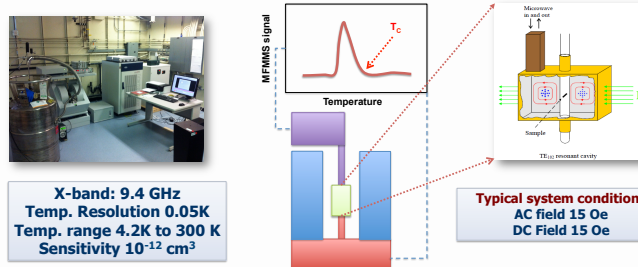 MFMMS signal
T_C
Temperature
Microwave
in and out
Sample
TE₁₀₂ resonant cavity
X-band: 9.4 GHz
Temp. Resolution 0.05K
Temp. range 4.2K to 300 K
Sensitivity 10⁻¹² cm³
Typical system condition
AC field 15 Oe
DC Field 15 Oe